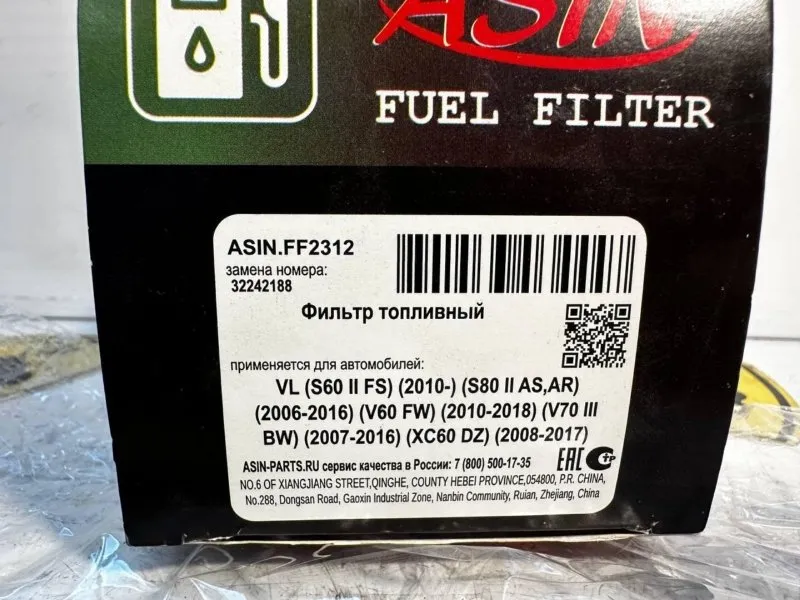 ASIN
FUEL FILTER
ASIN.FF2312
замена номера:
32242188
Фильтр топливный
применяется для автомобилей:
VL (S60 II FS) (2010-) (S80 II AS,AR)
(2006-2016) (V60 FW) (2010-2018) (V70 III
BW) (2007-2016) (XC60 DZ) (2008-2017)
ASIN-PARTS.RU сервис качества в России: 7 (800) 500-17-35
EAC
СТР
NO.6 OF XIANGJIANG STREET,QINGHE, COUNTY HEBEI PROVINCE,054800, P.R. CHINA,
No.288, Dongsan Road, Gaoxin Industrial Zone, Nanbin Community, Ruian, Zhejiang, China